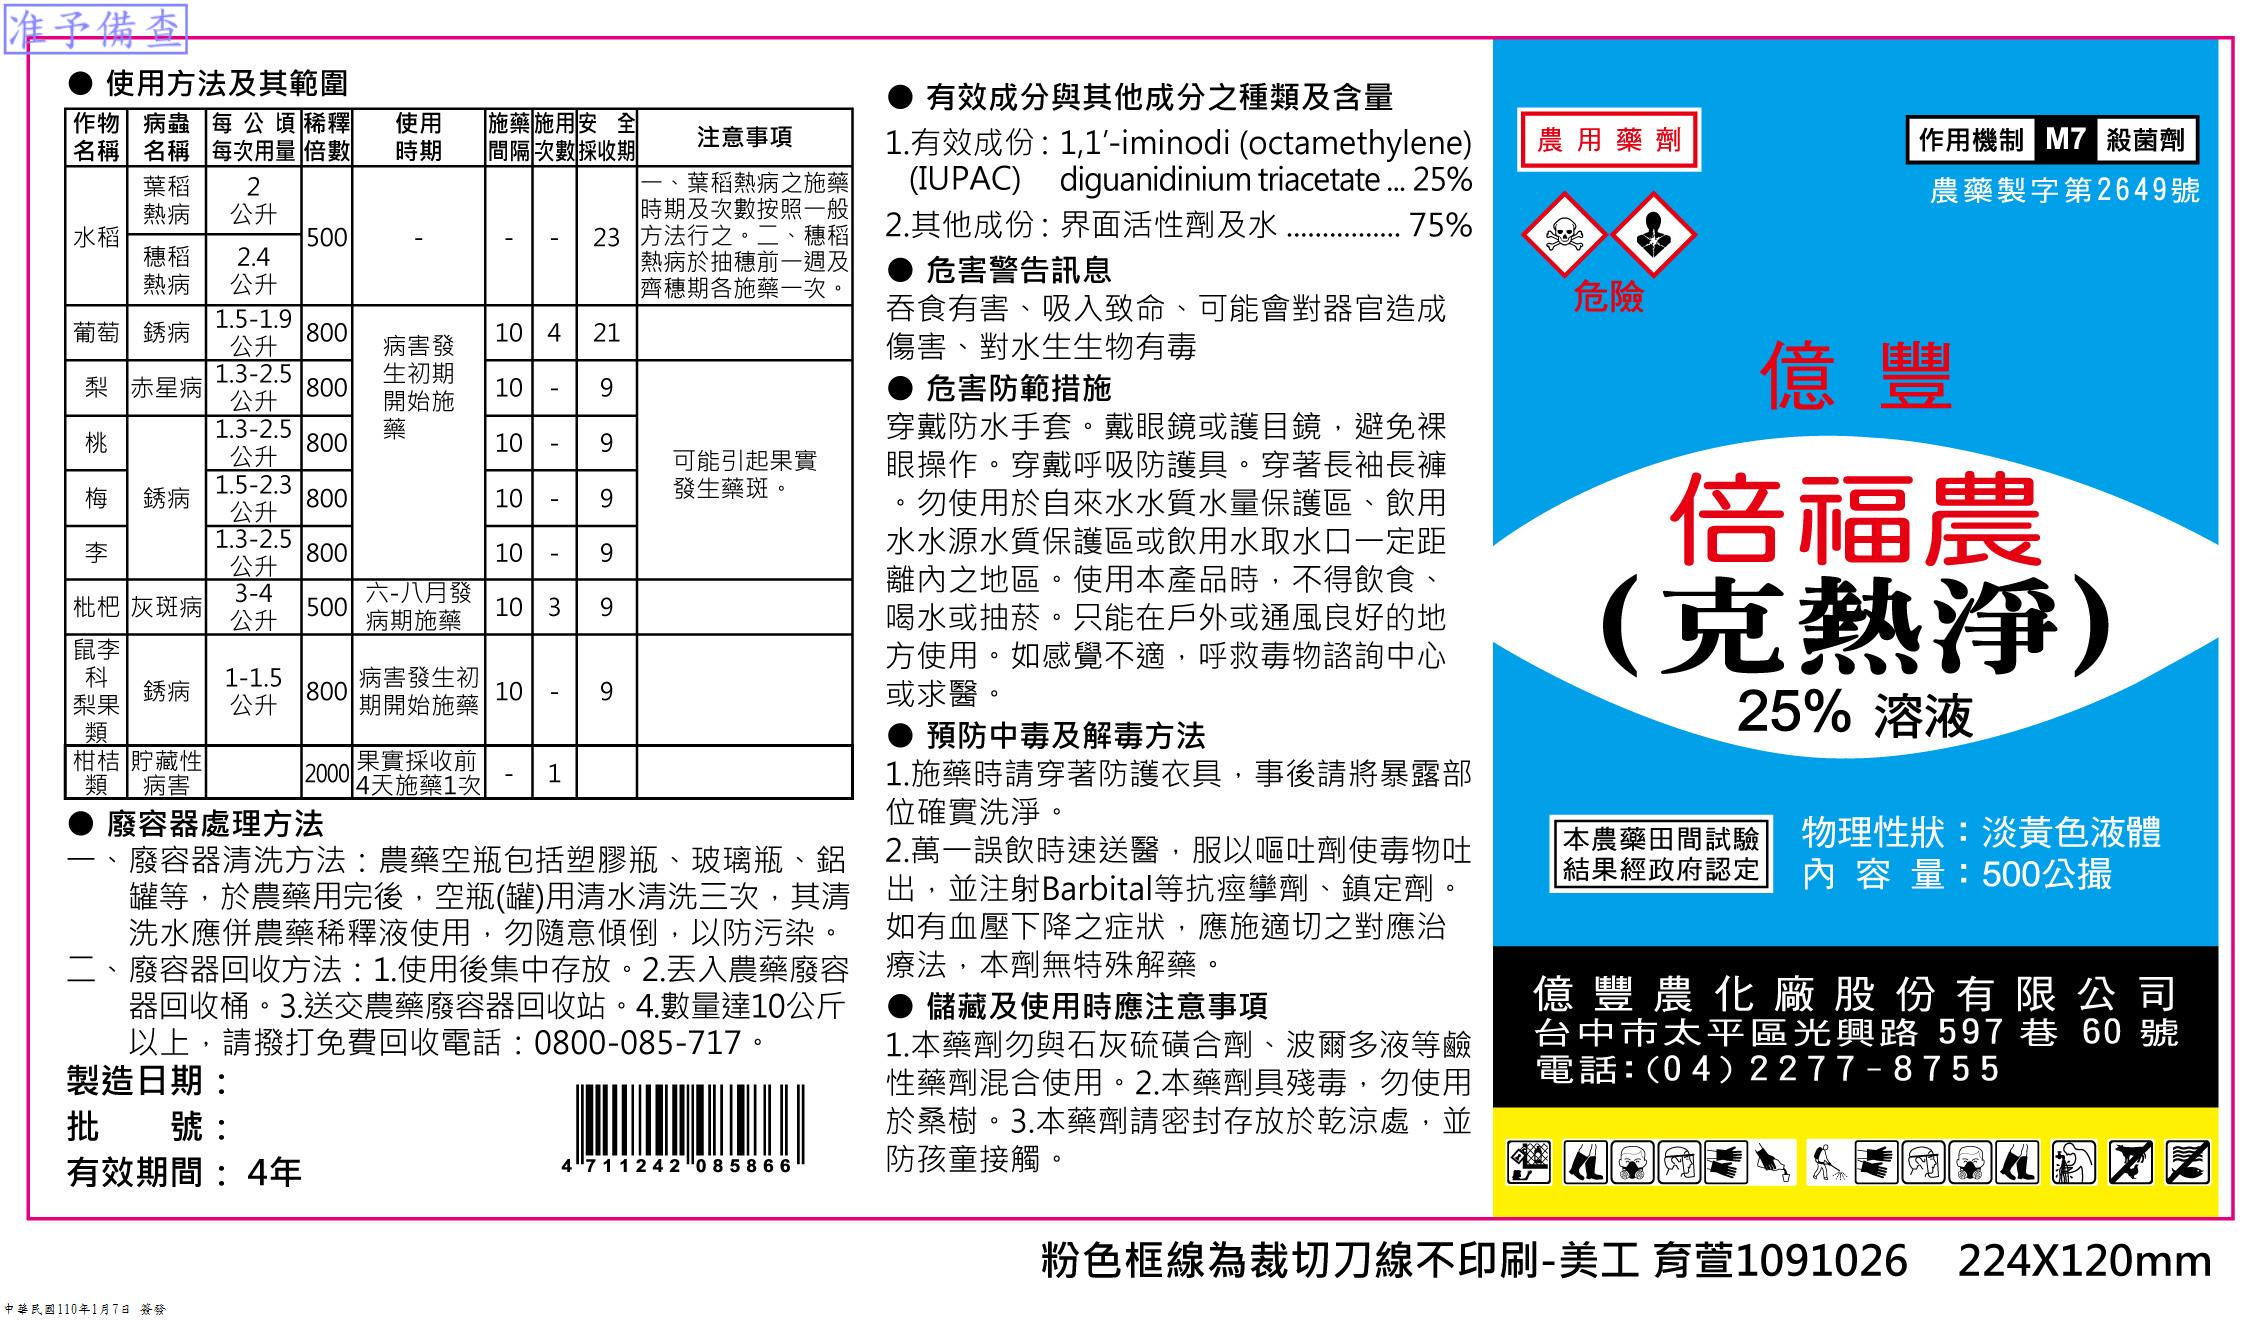 准予備查
● 使用方法及其範圍
作物名稱 病蟲名稱 每公頃每次用量 稀釋倍數 使用時期 施藥間隔 施用次數 安全採收期 注意事項
水稻 葉稻熱病 2公升 500 - - - 23 一、葉稻熱病之施藥時期及次數按照一般方法行之。二、穗稻熱病於抽穗前一週及齊穗期各施藥一次。
穗稻熱病 2.4公升
葡萄 銹病 1.5-1.9公升 800 病害發生初期開始施藥 10 4 21
梨 赤星病 1.3-2.5公升 800 10 - 9 可能引起果實發生藥斑。
桃 銹病 1.3-2.5公升 800 10 - 9
梅 1.5-2.3公升 800 10 - 9
李 1.3-2.5公升 800 10 - 9
枇杷 灰斑病 3-4公升 500 六-八月發病期施藥 10 3 9
鼠李科梨果類 銹病 1-1.5公升 800 病害發生初期開始施藥 10 - 9
柑桔類 貯藏性病害 2000 果實採收前4天施藥1次 - 1
● 廢容器處理方法
一、廢容器清洗方法：農藥空瓶包括塑膠瓶、玻璃瓶、鋁
罐等，於農藥用完後，空瓶(罐)用清水清洗三次，其清
洗水應併農藥稀釋液使用，勿隨意傾倒，以防污染。
二、廢容器回收方法：1.使用後集中存放。2.丟入農藥廢容
器回收桶。3.送交農藥廢容器回收站。4.數量達10公斤
以上，請撥打免費回收電話：0800-085-717。
製造日期：
批 號：
有效期間：4年
4 711242 085866
● 有效成分與其他成分之種類及含量
1.有效成份：1,1’-iminodi (octamethylene)
(IUPAC) diguanidinium triacetate ... 25%
2.其他成份：界面活性劑及水 ................ 75%
● 危害警告訊息
吞食有害、吸入致命、可能會對器官造成
傷害、對水生生物有毒
● 危害防範措施
穿戴防水手套。戴眼鏡或護目鏡，避免裸
眼操作。穿戴呼吸防護具。穿著長袖長褲
。勿使用於自來水水質水量保護區、飲用
水水源水質保護區或飲用水取水口一定距
離內之地區。使用本產品時，不得飲食、
喝水或抽菸。只能在戶外或通風良好的地
方使用。如感覺不適，呼救毒物諮詢中心
或求醫。
● 預防中毒及解毒方法
1.施藥時請穿著防護衣具，事後請將暴露部
位確實洗淨。
2.萬一誤飲時速送醫，服以嘔吐劑使毒物吐
出，並注射Barbital等抗痙攣劑、鎮定劑。
如有血壓下降之症狀，應施適切之對應治
療法，本劑無特殊解藥。
● 儲藏及使用時應注意事項
1.本藥劑勿與石灰硫磺合劑、波爾多液等鹼
性藥劑混合使用。2.本藥劑具殘毒，勿使用
於桑樹。3.本藥劑請密封存放於乾涼處，並
防孩童接觸。
農用藥劑
作用機制 M7 殺菌劑
農藥製字第2649號
危險
億豐
倍福農
(克熱淨)
25% 溶液
本農藥田間試驗
結果經政府認定
物理性狀：淡黃色液體
內 容 量：500公撮
億豐農化廠股份有限公司
台中市太平區光興路 597 巷 60 號
電話:(04)2277-8755
粉色框線為裁切刀線不印刷-美工 育萱1091026 224X120mm
中華民國110年1月7日 簽發